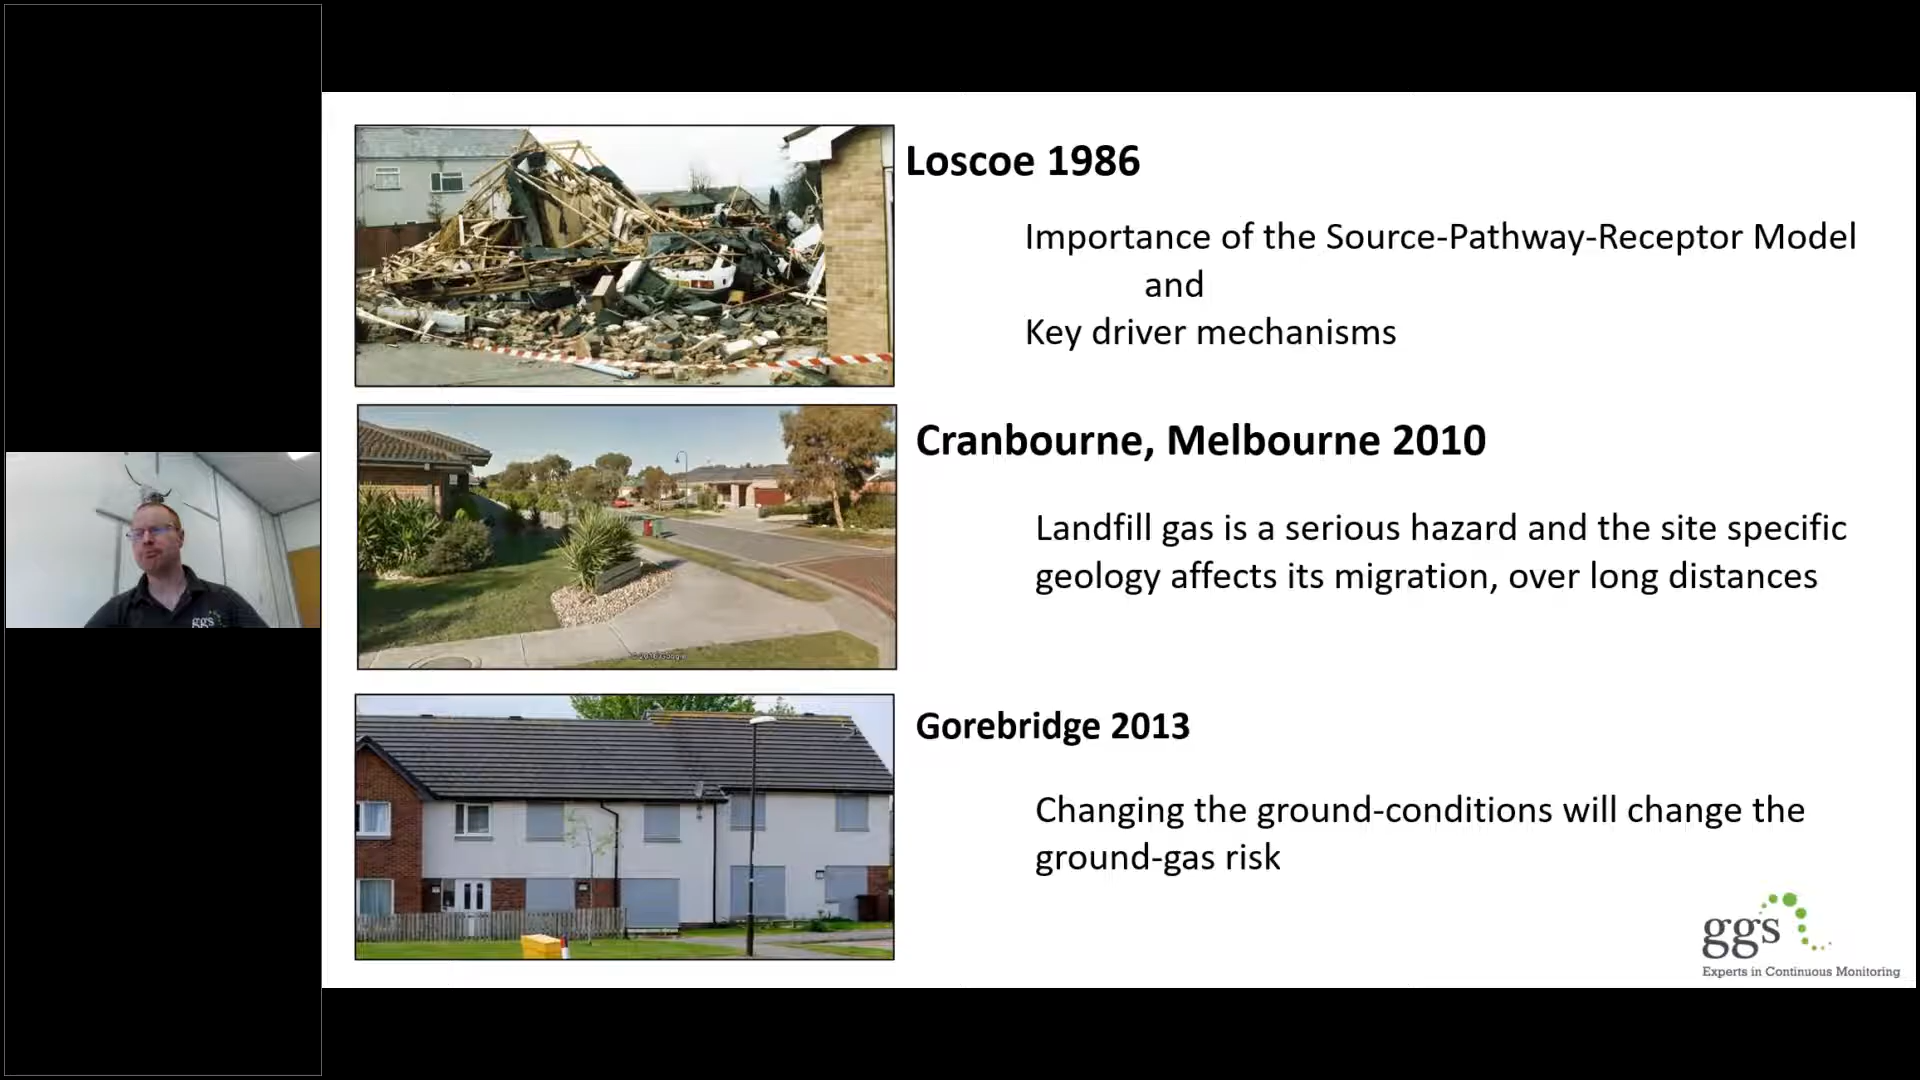 Loscoe 1986
Importance of the Source-Pathway-Receptor Model
and
Key driver mechanisms
Cranbourne, Melbourne 2010
Landfill gas is a serious hazard and the site specific
geology affects its migration, over long distances
Gorebridge 2013
Changing the ground-conditions will change the
ground-gas risk
ggs
Experts in Continuous Monitoring
ggs